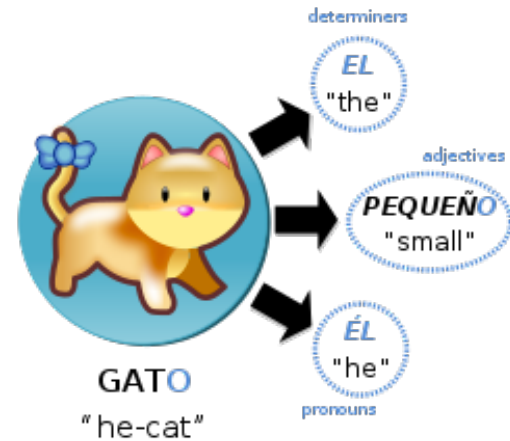 determiners
EL
"the"
adjectives
PEQUEÑO
"small"
ÉL
"he"
pronouns
GATO
"he-cat"